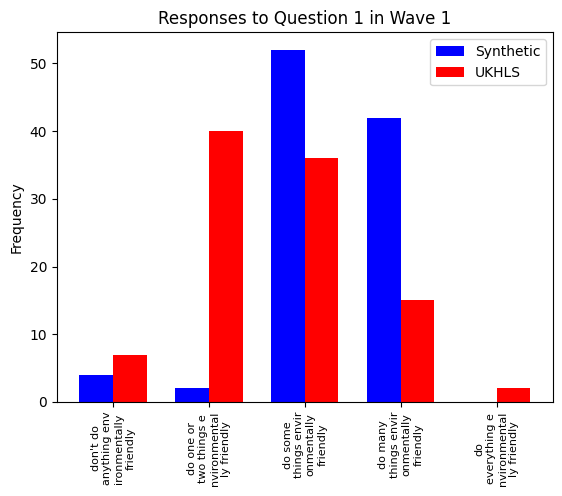 Responses to Question 1 in Wave 1
Synthetic
UKHLS
Frequency
50
40
30
20
10
0
don't do
anything env
ironmentally
friendly
do one or
two things e
nvironmental
ly friendly
do some
things envir
onmentally
friendly
do many
things envir
onmentally
friendly
do
everything e
nvironmental
ly friendly